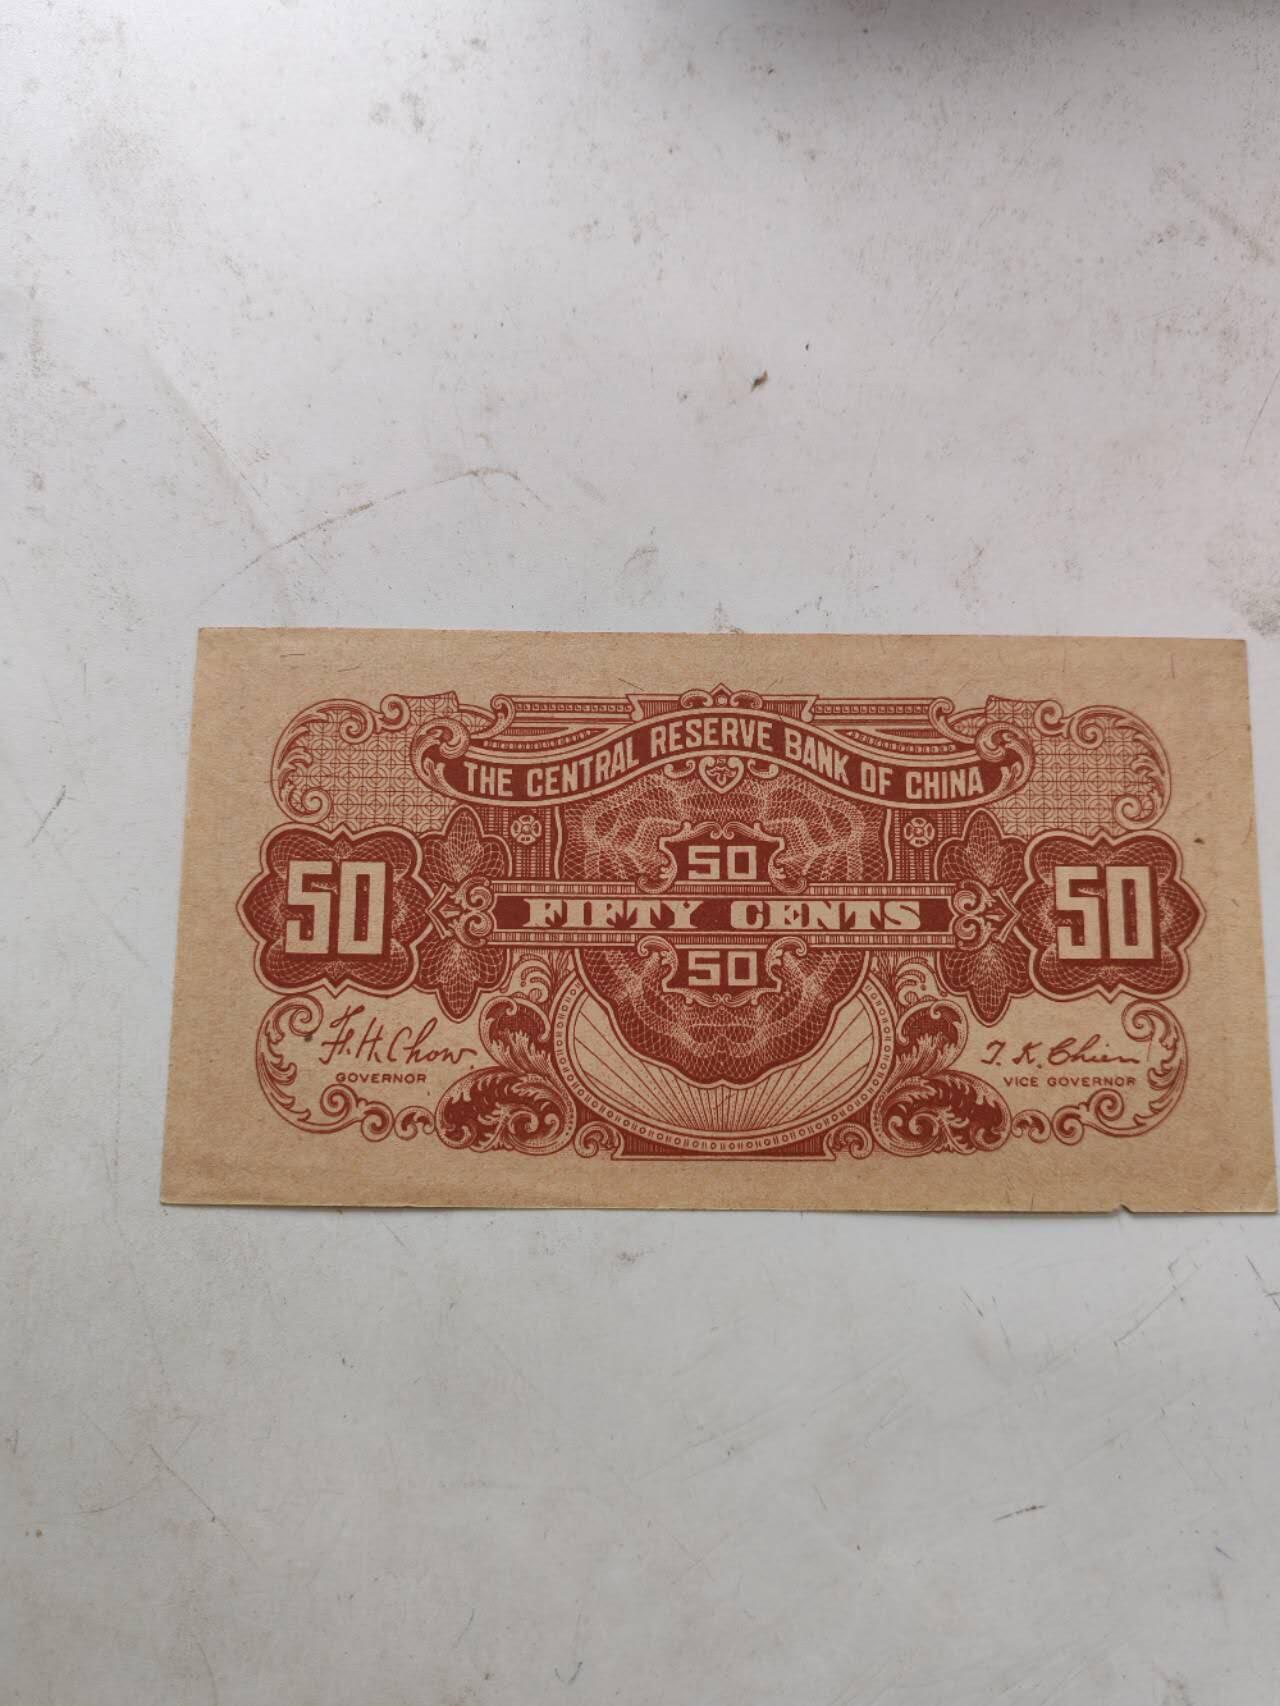 THE CENTRAL RESERVE BANK OF CHINA
50
50
FIFTY CENTS
50
50
F. H. Chow.
GOVERNOR
T. K. Chien
VICE GOVERNOR